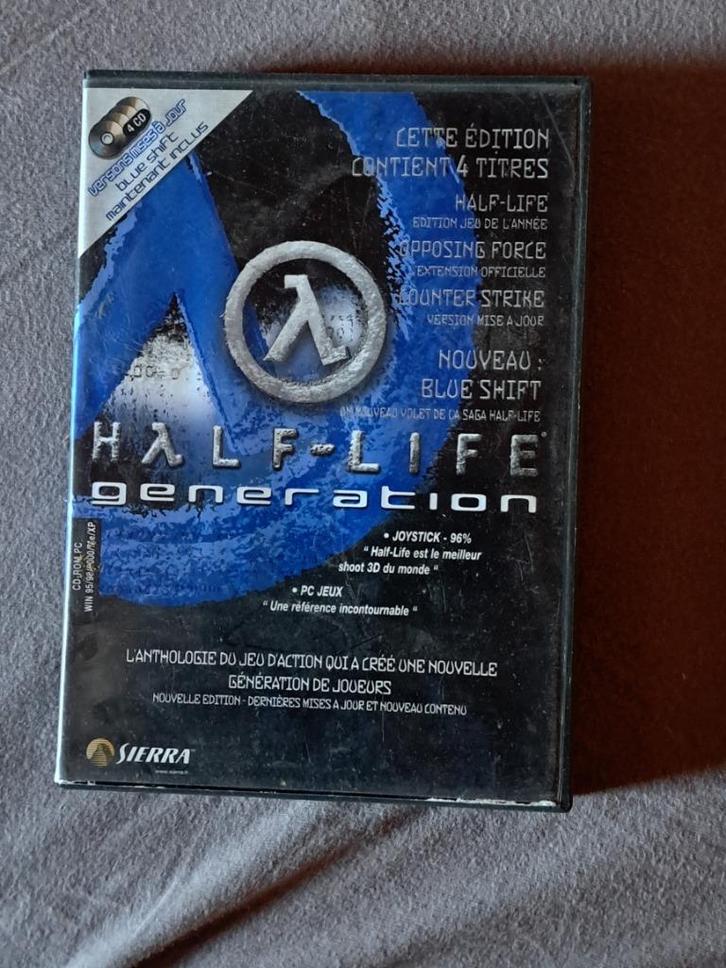 4 CD
versions mises à jour
blue shift
maintenant inclus
CETTE ÉDITION
CONTIENT 4 TITRES
HALF-LIFE
EDITION JEU DE L'ANNÉE
OPPOSING FORCE
EXTENSION OFFICIELLE
COUNTER STRIKE
VERSION MISE A JOUR
NOUVEAU :
BLUE SHIFT
UN NOUVEAU VOLET DE LA SAGA HALF-LIFE
HλLF-LIFE
generation
CD-ROM PC
WIN 95/98/2000/Me/XP
• JOYSTICK - 96%
" Half-Life est le meilleur
shoot 3D du monde "
• PC JEUX
" Une référence incontournable "
L'ANTHOLOGIE DU JEU D'ACTION QUI A CRÉÉ UNE NOUVELLE
GÉNÉRATION DE JOUEURS
NOUVELLE EDITION - DERNIÈRES MISES A JOUR ET NOUVEAU CONTENU
SIERRA
www.sierra.fr